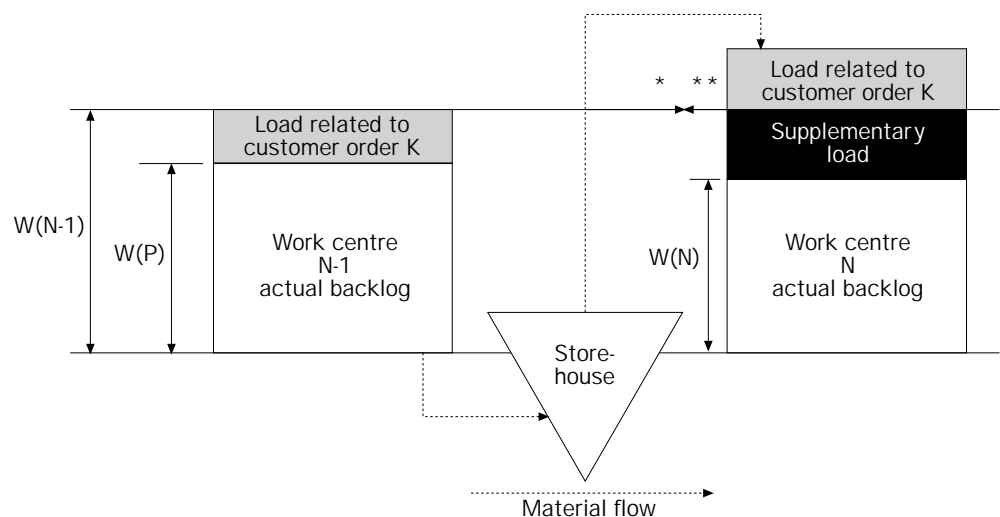 Load related to
customer order K
* **
Load related to
customer order K
Supplementary
load
W(N-1)
W(P)
Work centre
N-1
actual backlog
W(N)
Work centre
N
actual backlog
Store-
house
Material flow